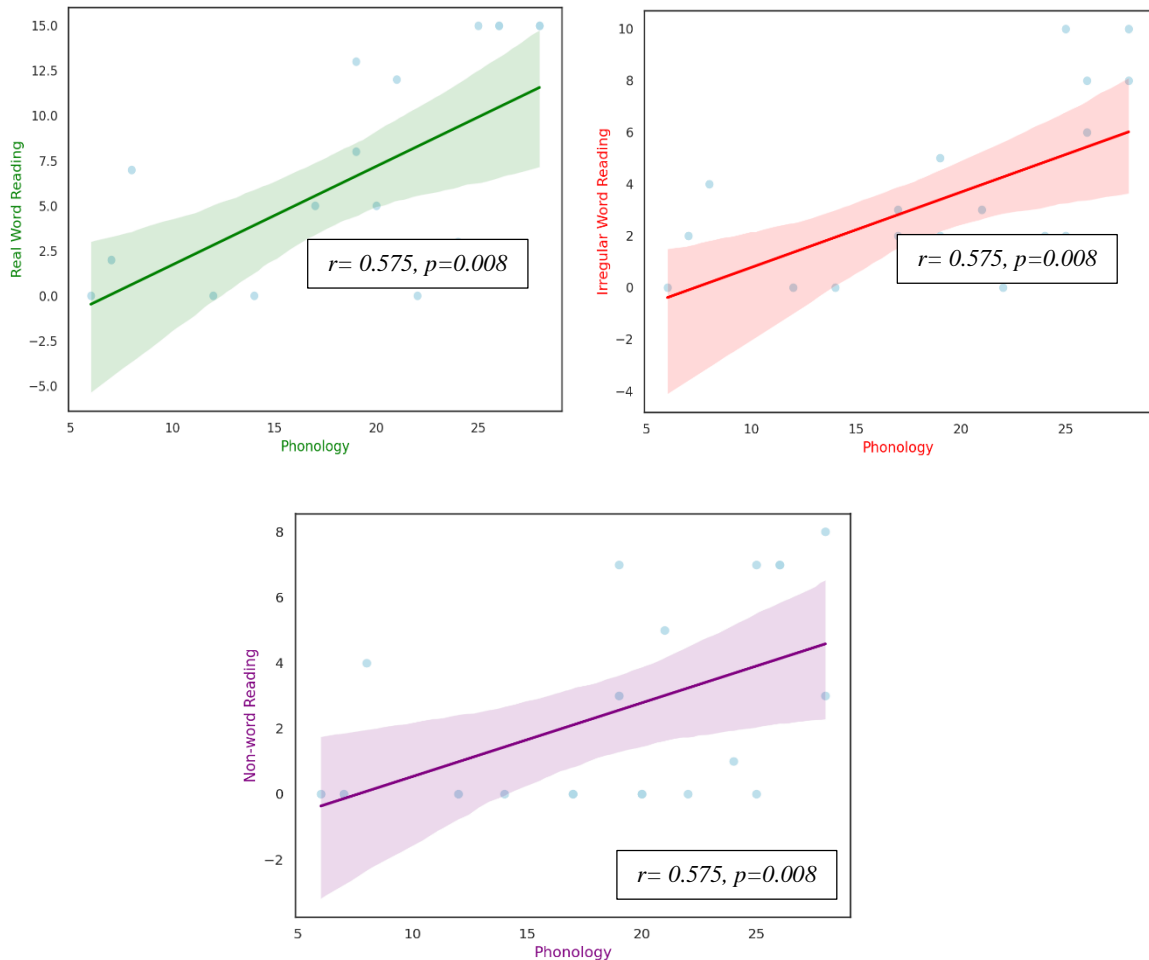 15.0
12.5
10.0
7.5
5.0
2.5
0.0
−2.5
−5.0
Real Word Reading
r= 0.575, p=0.008
5 10 15 20 25
Phonology
10
8
6
4
2
0
−2
−4
Irregular Word Reading
r= 0.575, p=0.008
5 10 15 20 25
Phonology
8
6
4
2
0
−2
Non-word Reading
r= 0.575, p=0.008
5 10 15 20 25
Phonology